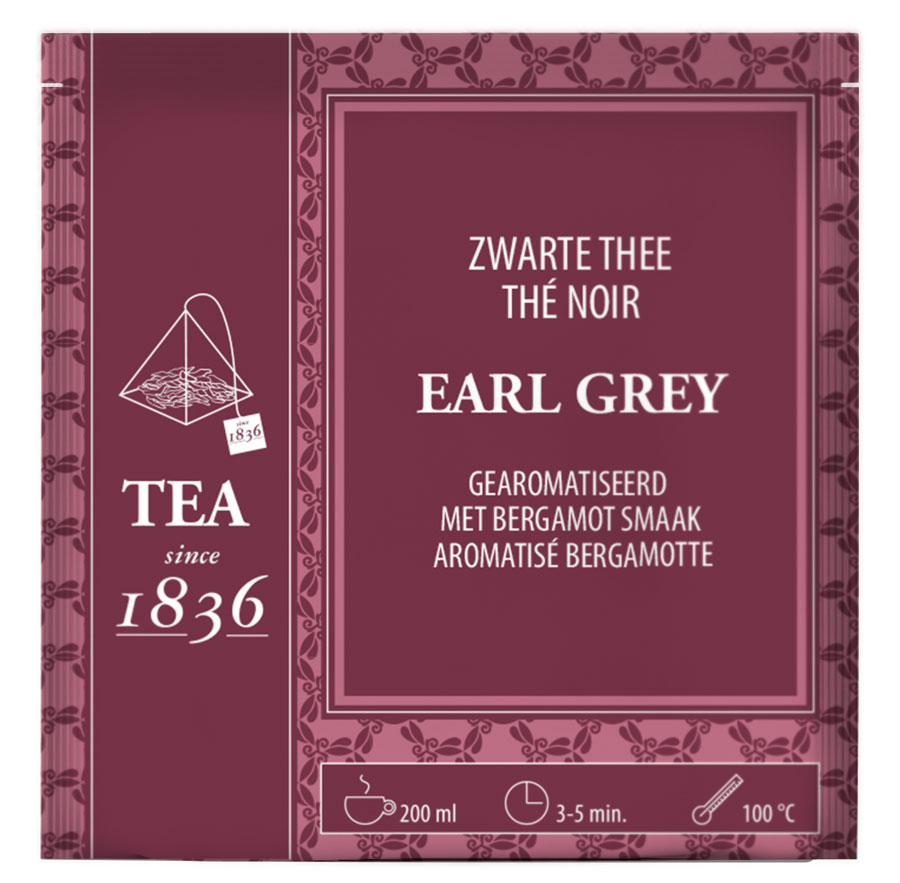 since
1836
TEA
since
1836
ZWARTE THEE
THÉ NOIR
EARL GREY
GEAROMATISEERD
MET BERGAMOT SMAAK
AROMATISÉ BERGAMOTTE
200 ml
3-5 min.
100 °C